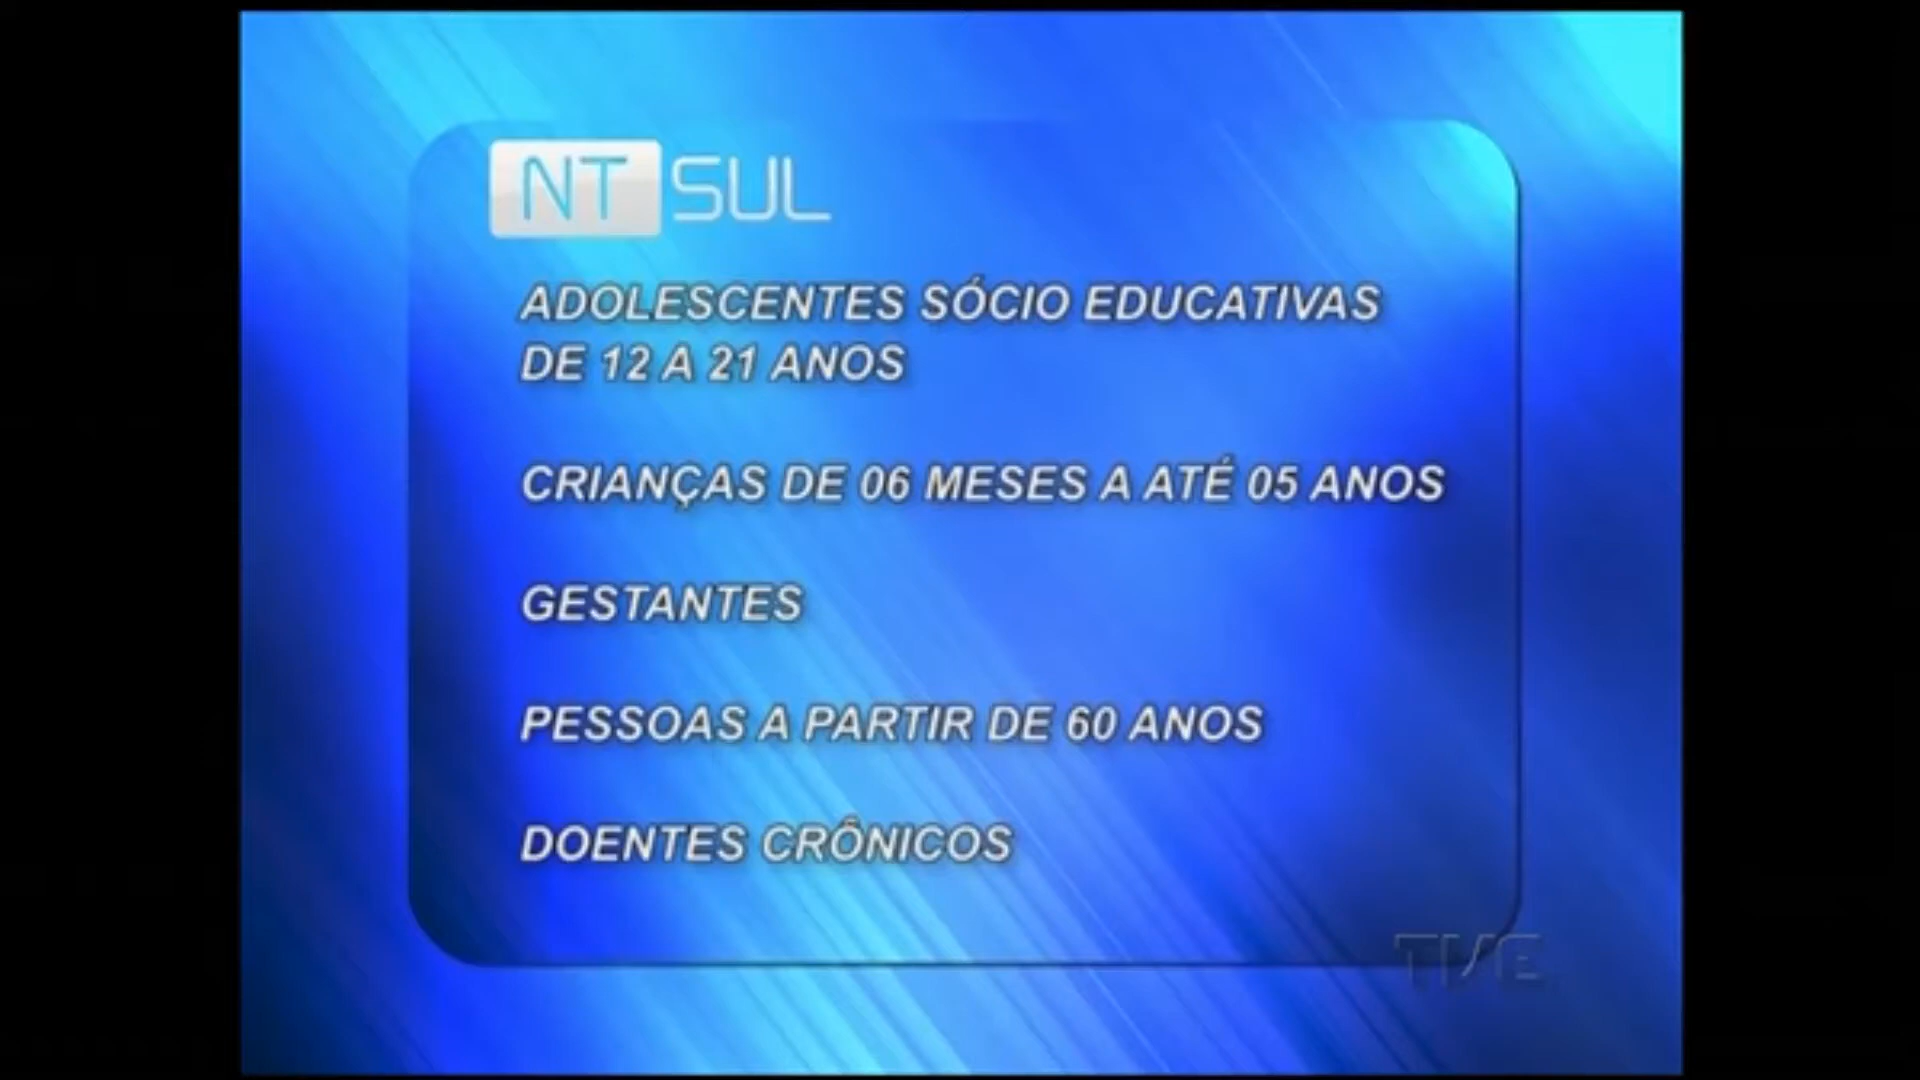 NT SUL
ADOLESCENTES SÓCIO EDUCATIVAS
DE 12 A 21 ANOS
CRIANÇAS DE 06 MESES A ATÉ 05 ANOS
GESTANTES
PESSOAS A PARTIR DE 60 ANOS
DOENTES CRÔNICOS
TVE